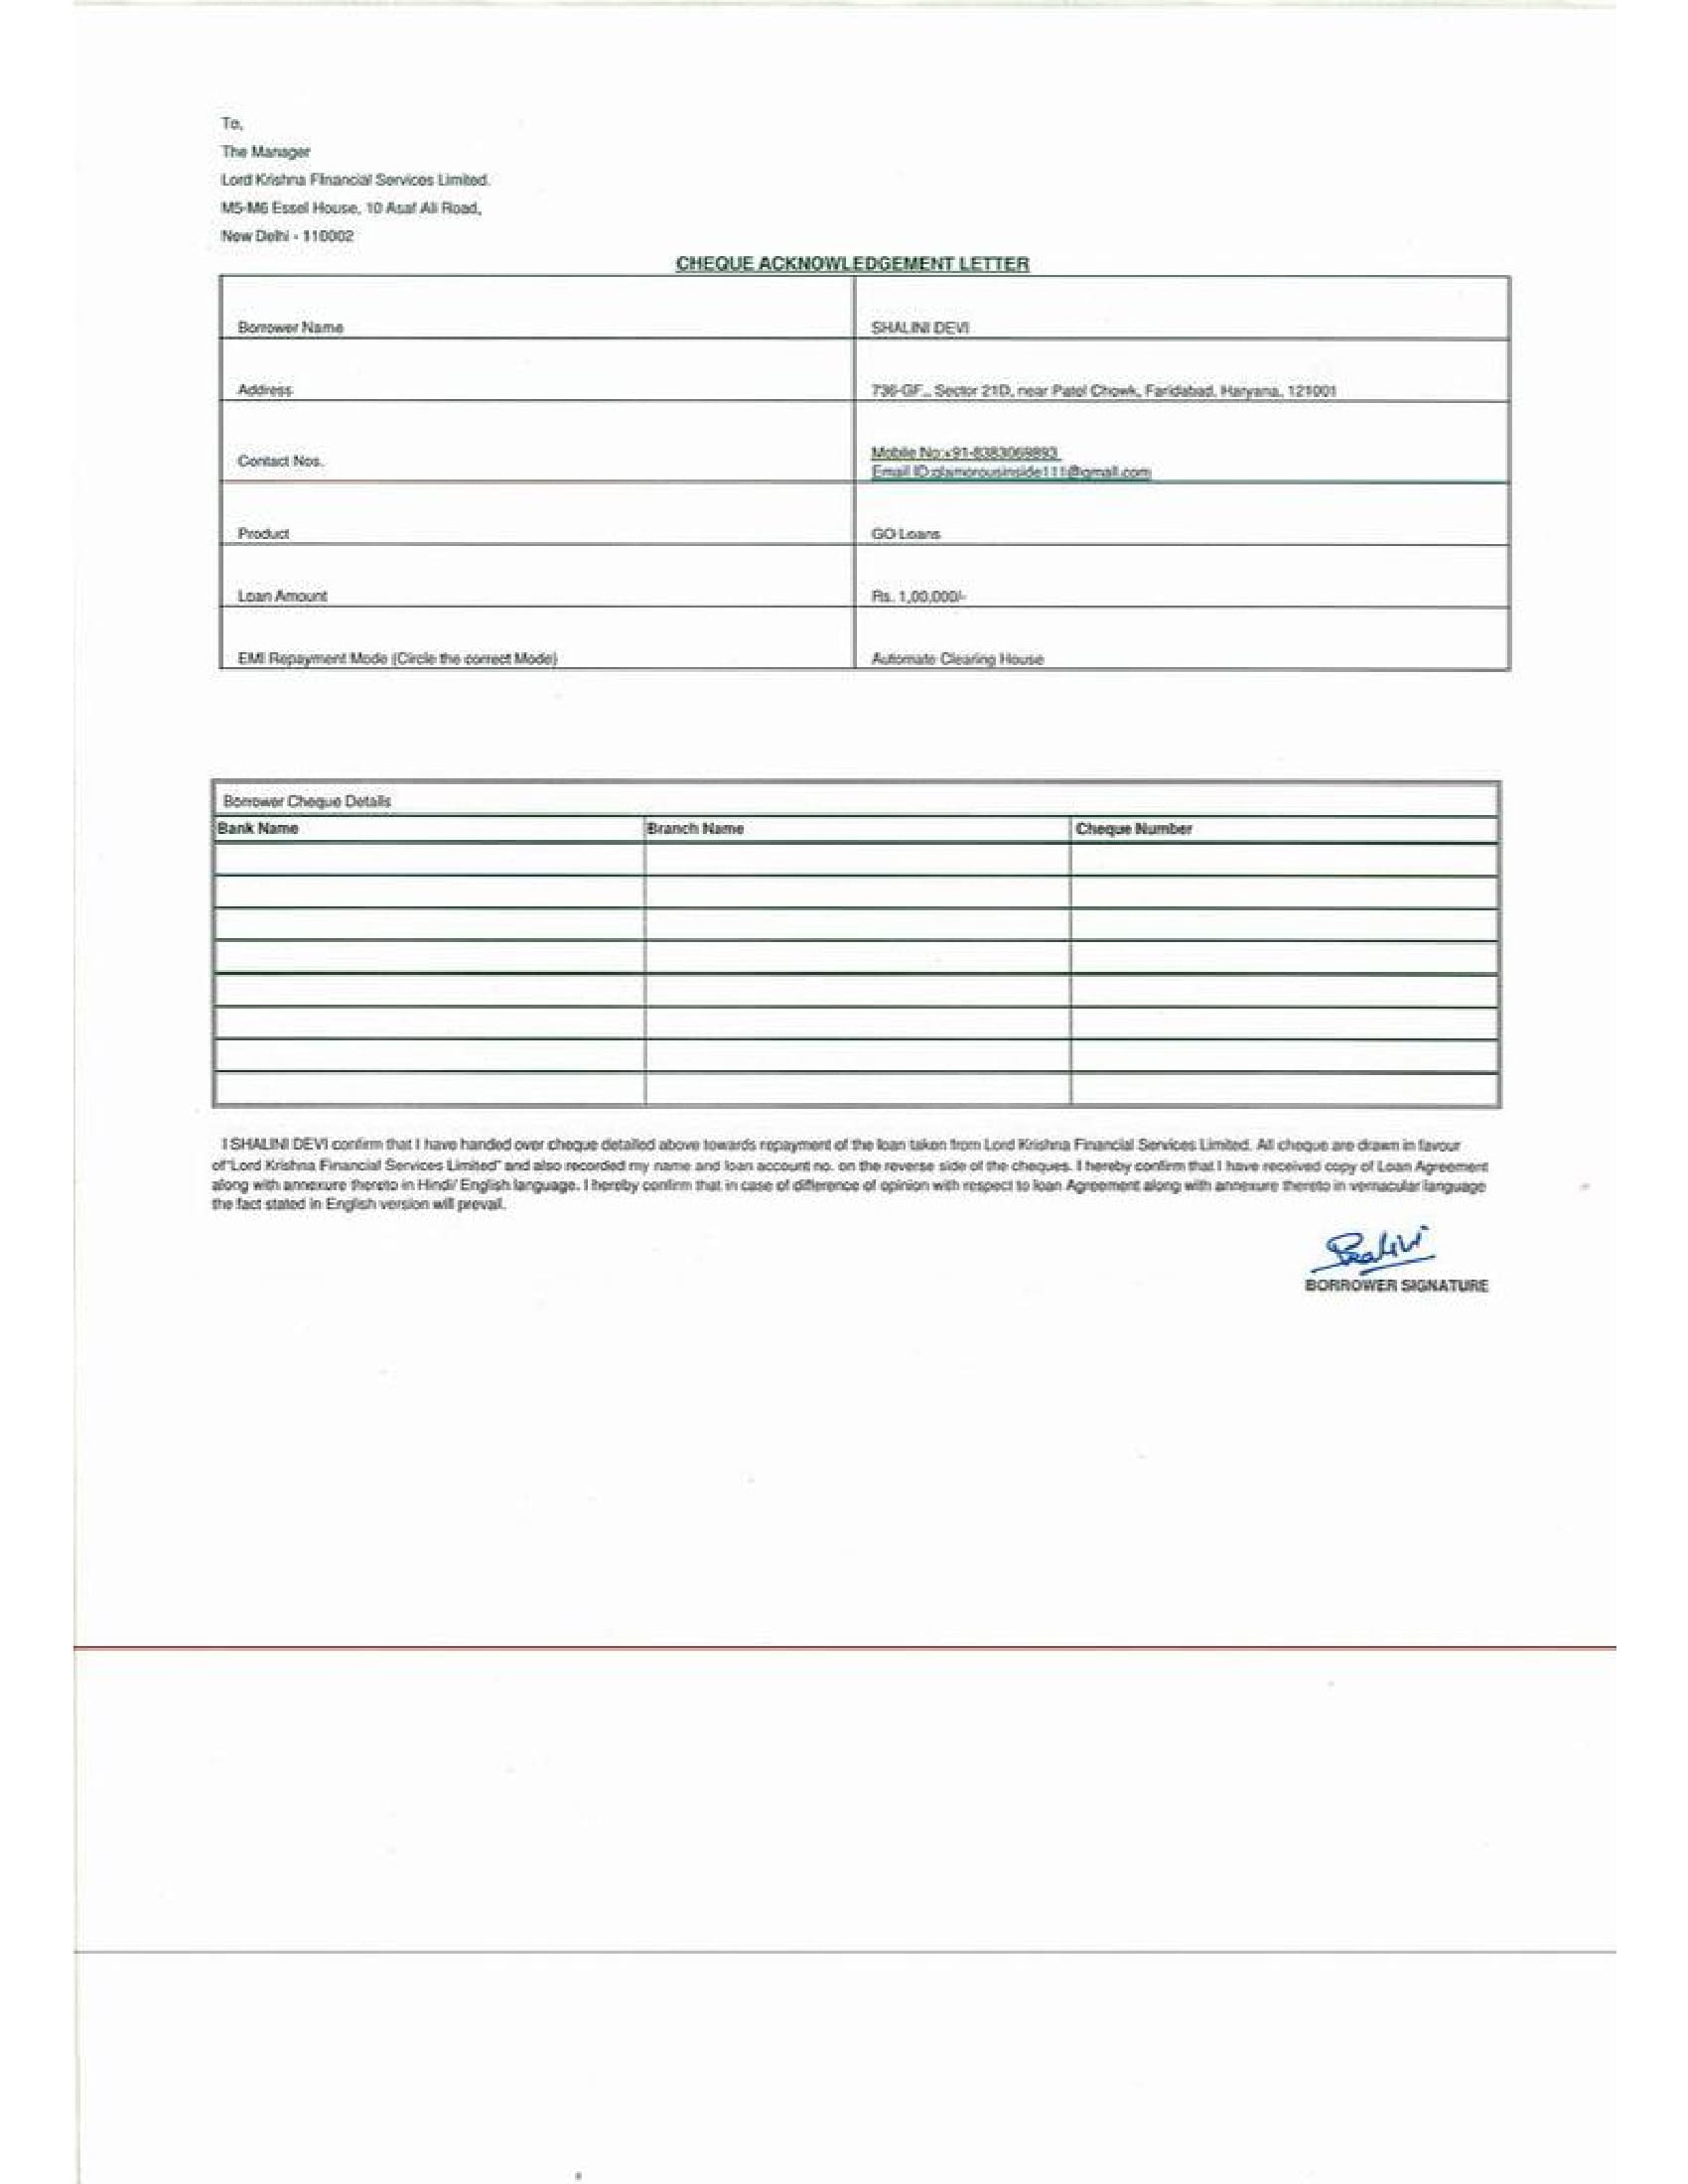 To,
The Manager
Lord Krishna Financial Services Limited.
M5-M6 Essel House, 10 Asaf Ali Road,
New Delhi - 110002
CHEQUE ACKNOWLEDGEMENT LETTER
Borrower Name SHALINI DEVI
Address 736-GF,, Sector 21D, near Patel Chowk, Faridabad, Haryana, 121001
Contact Nos. Mobile No:+91-8383069893
Email ID:glamorousinside111@gmail.com
Product GO Loans
Loan Amount Rs. 1,00,000/-
EMI Repayment Mode (Circle the correct Mode) Automate Clearing House
Borrower Cheque Details
Bank Name Branch Name Cheque Number
I SHALINI DEVI confirm that I have handed over cheque detailed above towards repayment of the loan taken from Lord Krishna Financial Services Limited. All cheque are drawn in favour
of"Lord Krishna Financial Services Limited" and also recorded my name and loan account no. on the reverse side of the cheques. I hereby confirm that I have received copy of Loan Agreement
along with annexure thereto in Hindi/ English language. I hereby confirm that in case of difference of opinion with respect to loan Agreement along with annexure thereto in vernacular language
the fact stated in English version will prevail.
Shalini
BORROWER SIGNATURE